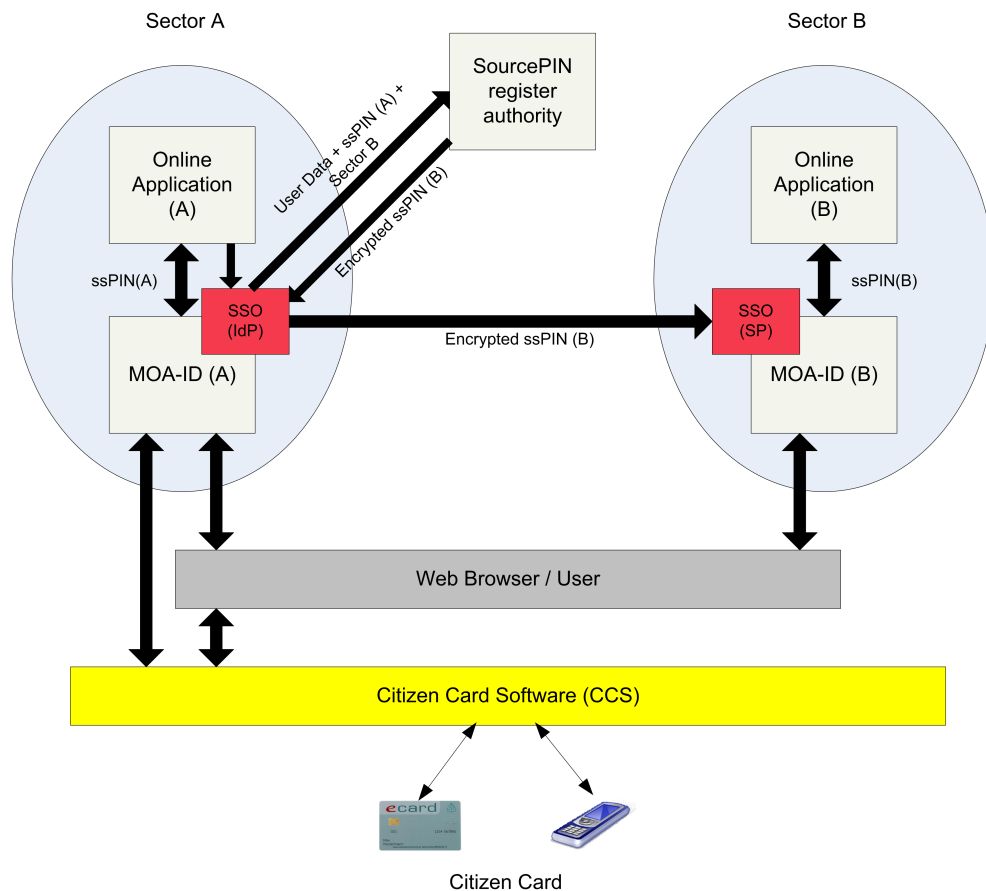 Sector A
Sector B
SourcePIN
register
authority
User Data + ssPIN (A) +
Sector B
Encrypted ssPIN (B)
Online
Application
(A)
Online
Application
(B)
ssPIN(A)
ssPIN(B)
SSO
(IdP)
SSO
(SP)
Encrypted ssPIN (B)
MOA-ID (A)
MOA-ID (B)
Web Browser / User
Citizen Card Software (CCS)
ecard
Citizen Card